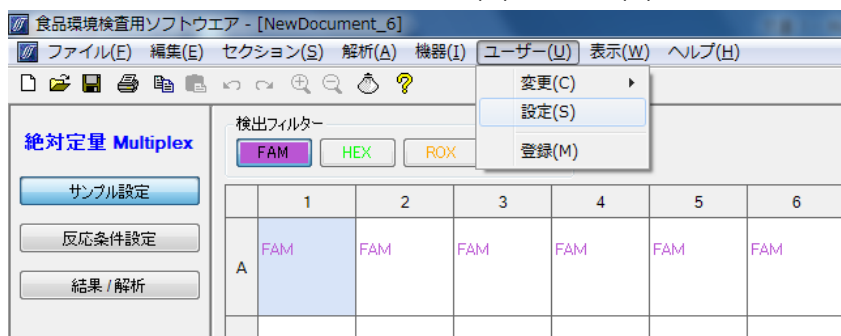 食品環境検査用ソフトウエア - [NewDocument_6]
ファイル(F) 編集(E) セクション(S) 解析(A) 機器(I) ユーザー(U) 表示(W) ヘルプ(H)
変更(C)
設定(S)
登録(M)
絶対定量 Multiplex
サンプル設定
反応条件設定
結果 / 解析
検出フィルター
FAM HEX ROX
1 2 3 4 5 6
A FAM FAM FAM FAM FAM FAM